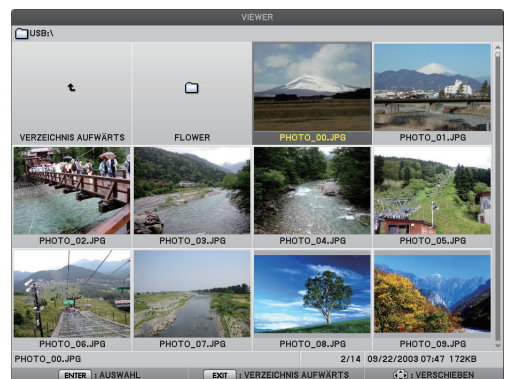 VIEWER
USB:\
VERZEICHNIS AUFWÄRTS
FLOWER
PHOTO_00.JPG
PHOTO_01.JPG
PHOTO_02.JPG
PHOTO_03.JPG
PHOTO_04.JPG
PHOTO_05.JPG
PHOTO_06.JPG
PHOTO_07.JPG
PHOTO_08.JPG
PHOTO_09.JPG
PHOTO_00.JPG 2/14 09/22/2003 07:47 172KB
ENTER : AUSWAHL EXIT : VERZEICHNIS AUFWÄRTS : VERSCHIEBEN